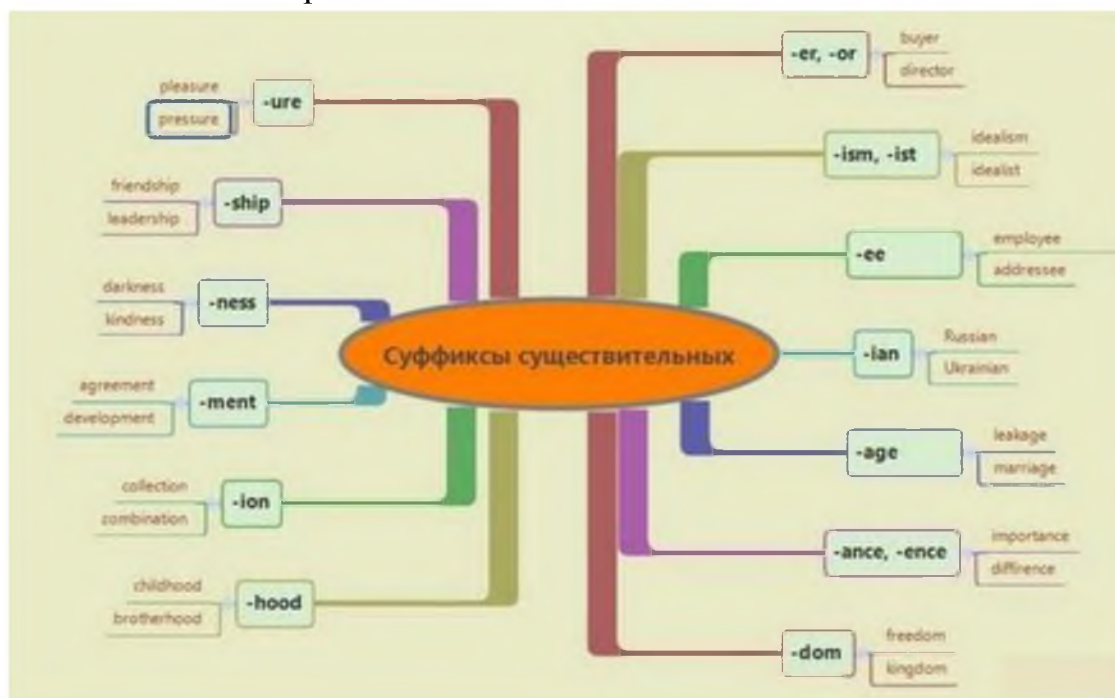 pleasure
pressure
-ure
friendship
leadership
-ship
darkness
kindness
-ness
agreement
development
-ment
collection
combination
-ion
childhood
brotherhood
-hood
Суффиксы существительных
-er, -or
buyer
director
-ism, -ist
idealism
idealist
-ee
employee
addressee
-ian
Russian
Ukrainian
-age
leakage
marriage
-ance, -ence
importance
diffirence
-dom
freedom
kingdom